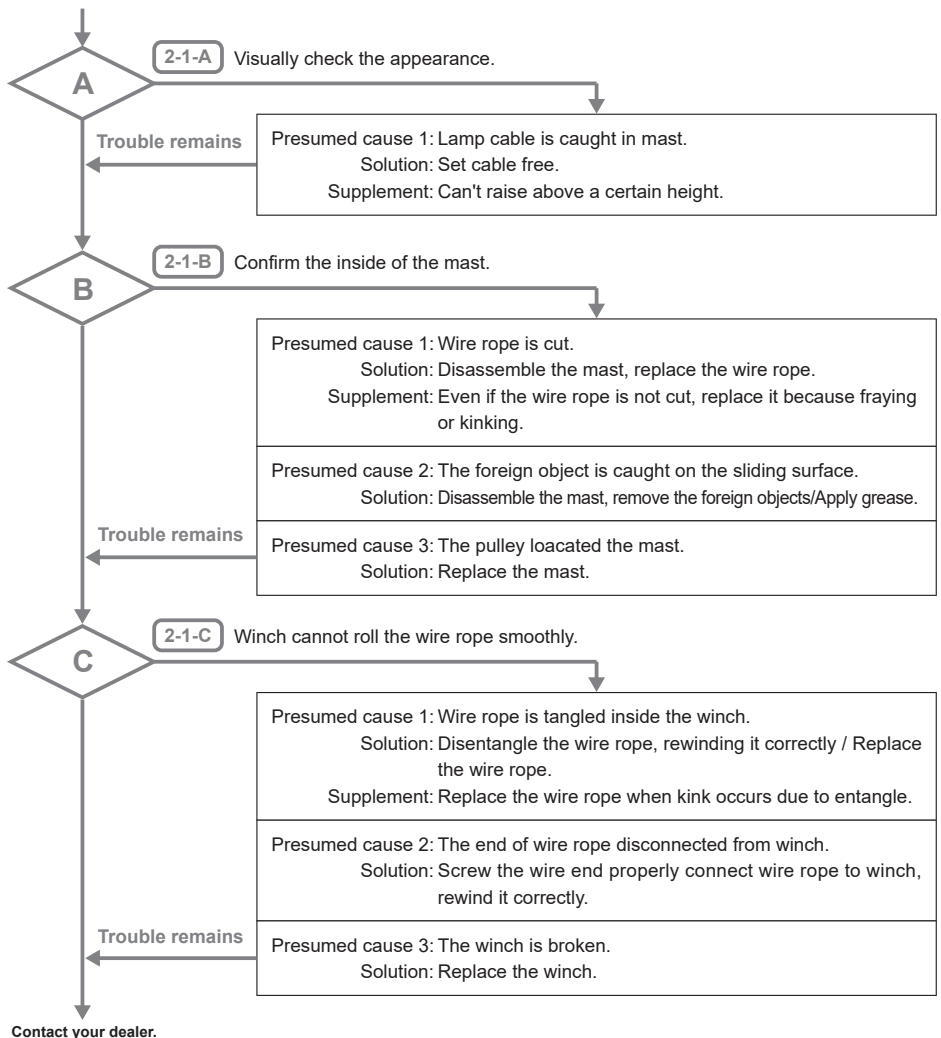 2-1-A Visually check the appearance.
A
Trouble remains
Presumed cause 1: Lamp cable is caught in mast.
Solution: Set cable free.
Supplement: Can't raise above a certain height.
2-1-B Confirm the inside of the mast.
B
Presumed cause 1: Wire rope is cut.
Solution: Disassemble the mast, replace the wire rope.
Supplement: Even if the wire rope is not cut, replace it because fraying
or kinking.
Presumed cause 2: The foreign object is caught on the sliding surface.
Solution: Disassemble the mast, remove the foreign objects/Apply grease.
Trouble remains
Presumed cause 3: The pulley loacated the mast.
Solution: Replace the mast.
2-1-C Winch cannot roll the wire rope smoothly.
C
Presumed cause 1: Wire rope is tangled inside the winch.
Solution: Disentangle the wire rope, rewinding it correctly / Replace
the wire rope.
Supplement: Replace the wire rope when kink occurs due to entangle.
Presumed cause 2: The end of wire rope disconnected from winch.
Solution: Screw the wire end properly connect wire rope to winch,
rewind it correctly.
Trouble remains
Presumed cause 3: The winch is broken.
Solution: Replace the winch.
Contact your dealer.